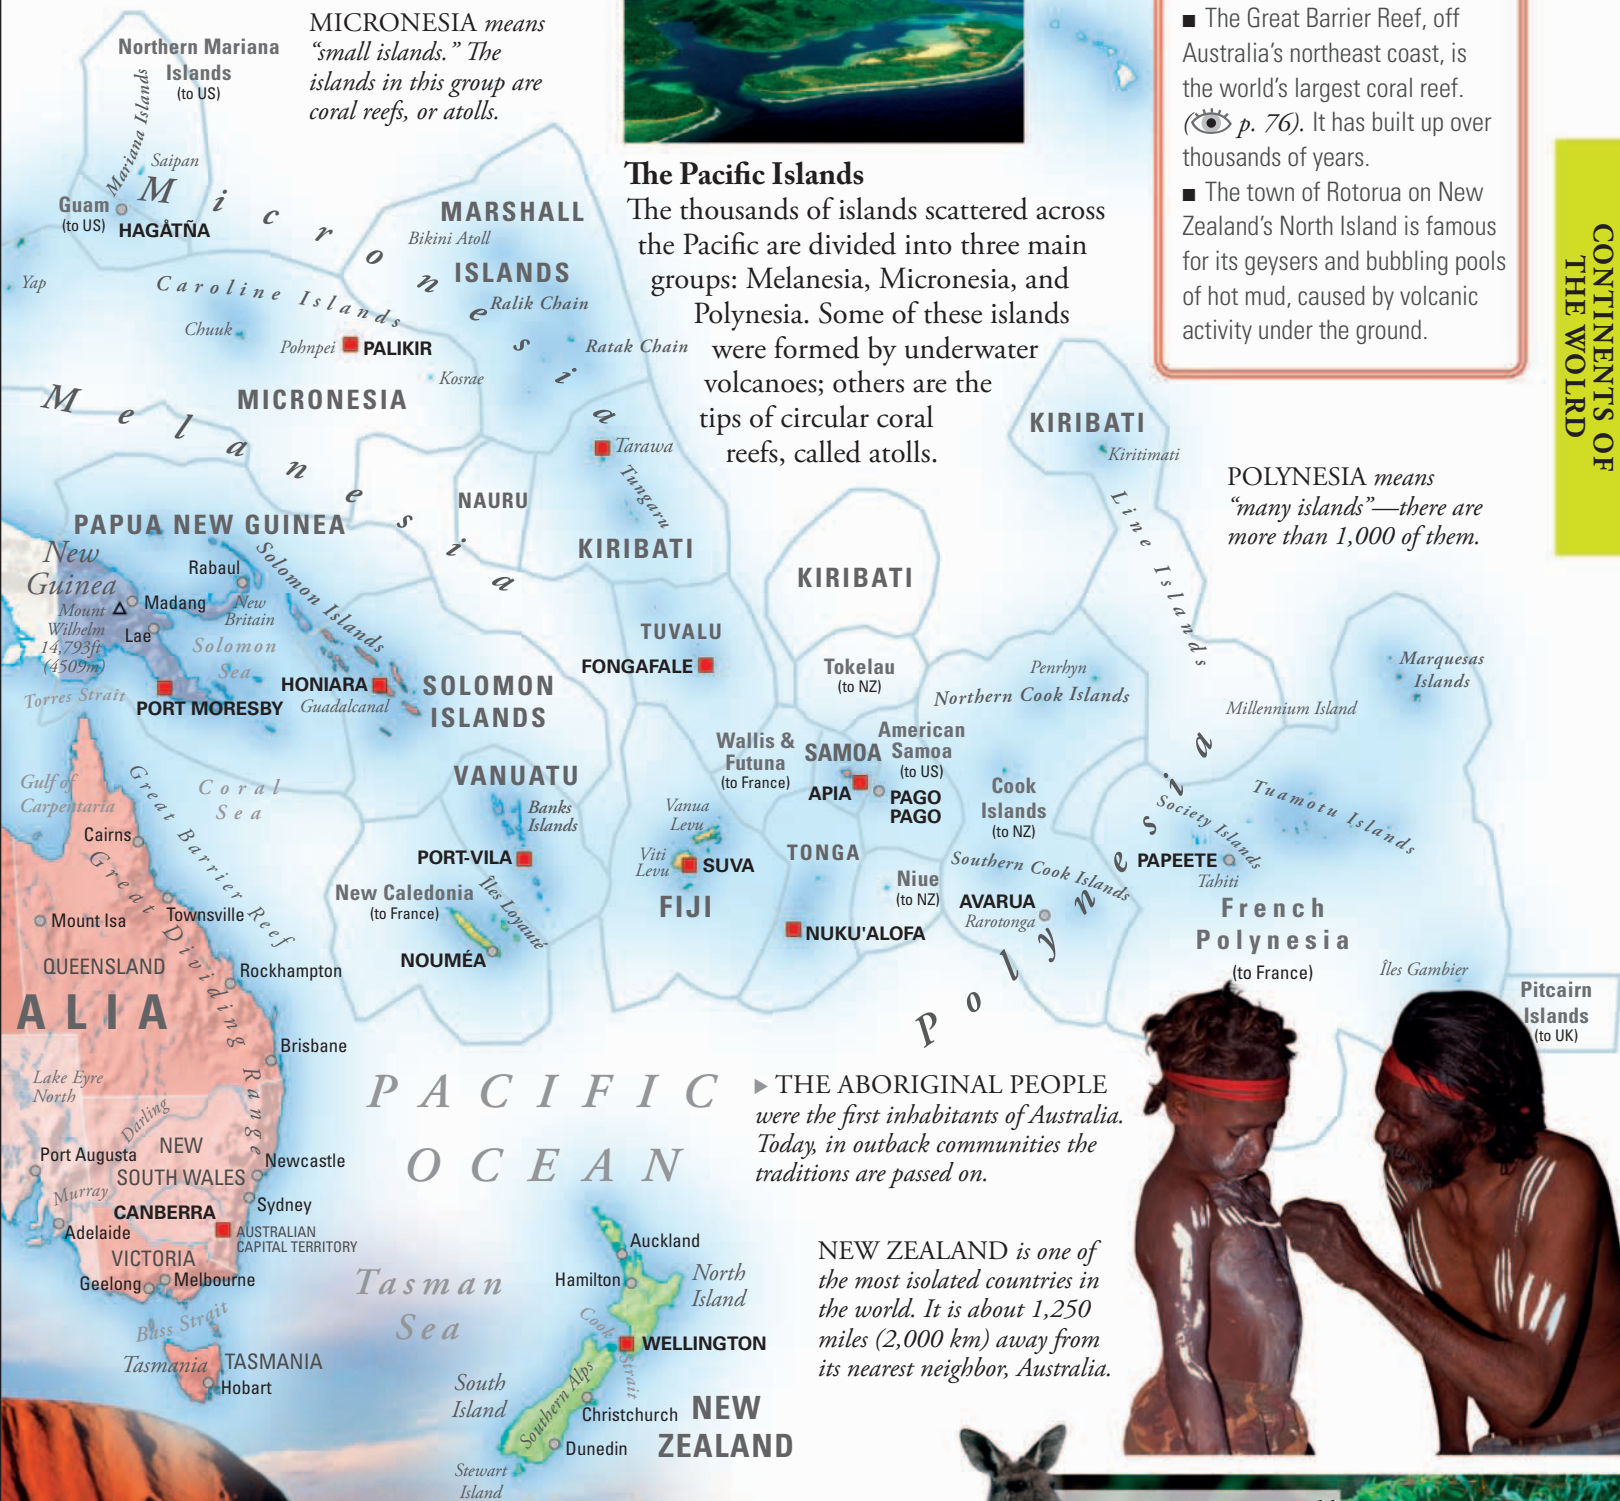 MICRONESIA means
“small islands.” The
islands in this group are
coral reefs, or atolls.
The Pacific Islands
The thousands of islands scattered across
the Pacific are divided into three main
groups: Melanesia, Micronesia, and
Polynesia. Some of these islands
were formed by underwater
volcanoes; others are the
tips of circular coral
reefs, called atolls.
■ The Great Barrier Reef, off
Australia’s northeast coast, is
the world’s largest coral reef.
(p. 76). It has built up over
thousands of years.
■ The town of Rotorua on New
Zealand’s North Island is famous
for its geysers and bubbling pools
of hot mud, caused by volcanic
activity under the ground.
CONTINENTS OF
THE WOLRD
POLYNESIA means
“many islands”—there are
more than 1,000 of them.
Northern Mariana
Islands
(to US)
Mariana Islands
Saipan
Guam
(to US)
HAGÅTÑA
Micronesia
MARSHALL
ISLANDS
Bikini Atoll
Ralik Chain
Ratak Chain
Yap
Caroline Islands
Chuuk
Pohnpei
PALIKIR
Kosrae
MICRONESIA
Melanesia
Tarawa
Tungaru
NAURU
KIRIBATI
KIRIBATI
KIRIBATI
Kiritimati
Line Islands
PAPUA NEW GUINEA
New
Guinea
Rabaul
Solomon Islands
Mount
Wilhelm
14,793ft
(4509m)
Madang
New
Britain
Lae
Solomon
Sea
Torres Strait
PORT MORESBY
HONIARA
Guadalcanal
SOLOMON
ISLANDS
TUVALU
FONGAFALE
Tokelau
(to NZ)
Penrhyn
Northern Cook Islands
Marquesas
Islands
Millennium Island
Wallis &
Futuna
(to France)
SAMOA
American
Samoa
(to US)
APIA
PAGO
PAGO
Cook
Islands
(to NZ)
Polynesia
Society Islands
Tuamotu Islands
Gulf of
Carpentaria
Coral
Sea
Great Barrier Reef
VANUATU
Banks
Islands
Vanua
Levu
Viti
Levu
SUVA
FIJI
PORT-VILA
TONGA
NUKU'ALOFA
Niue
(to NZ)
Southern Cook Islands
AVARUA
Rarotonga
PAPEETE
Tahiti
French
Polynesia
(to France)
Îles Gambier
Pitcairn
Islands
(to UK)
Cairns
Great Dividing Range
Mount Isa
Townsville
New Caledonia
(to France)
Îles Loyauté
NOUMÉA
QUEENSLAND
Rockhampton
ALIA
Brisbane
Lake Eyre
North
Darling
NEW
SOUTH WALES
Port Augusta
Newcastle
Murray
Sydney
CANBERRA
AUSTRALIAN
CAPITAL TERRITORY
Adelaide
VICTORIA
Geelong
Melbourne
Bass Strait
Tasmania
TASMANIA
Hobart
PACIFIC
OCEAN
Tasman
Sea
▶ THE ABORIGINAL PEOPLE
were the first inhabitants of Australia.
Today, in outback communities the
traditions are passed on.
NEW ZEALAND is one of
the most isolated countries in
the world. It is about 1,250
miles (2,000 km) away from
its nearest neighbor, Australia.
Auckland
Hamilton
North
Island
Cook Strait
WELLINGTON
South
Island
Southern Alps
Christchurch
NEW
ZEALAND
Dunedin
Stewart
Island